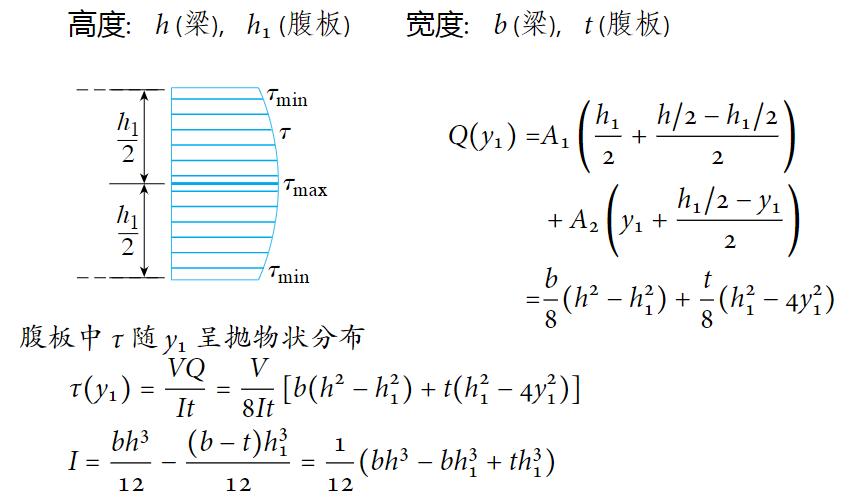 高度: h (梁), h₁ (腹板) 宽度: b (梁), t (腹板)
h₁/2
h₁/2
τmin
τ
τmax
τmin
Q(y₁) =A₁(h₁/2 + (h/2 − h₁/2)/2)
+ A₂(y₁ + (h₁/2 − y₁)/2)
=b/8(h² − h₁²) + t/8(h₁² − 4y₁²)
腹板中 τ 随 y₁ 呈抛物状分布
τ(y₁) = VQ/It = V/8It [b(h² − h₁²) + t(h₁² − 4y₁²)]
I = bh³/12 − (b − t)h₁³/12 = 1/12(bh³ − bh₁³ + th₁³)